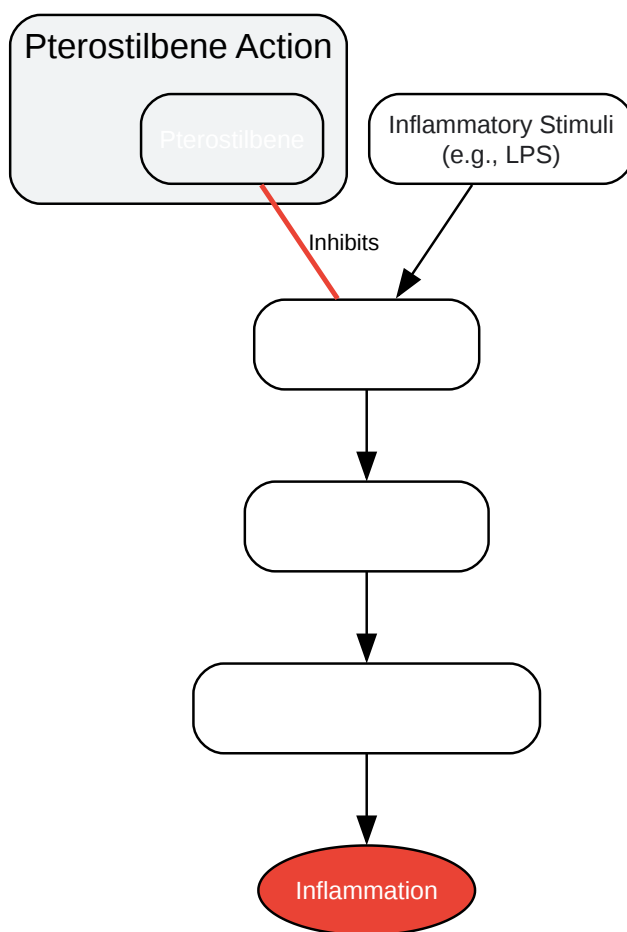 Pterostilbene Action
Pterostilbene
Inflammatory Stimuli
(e.g., LPS)
Inhibits
Inflammation